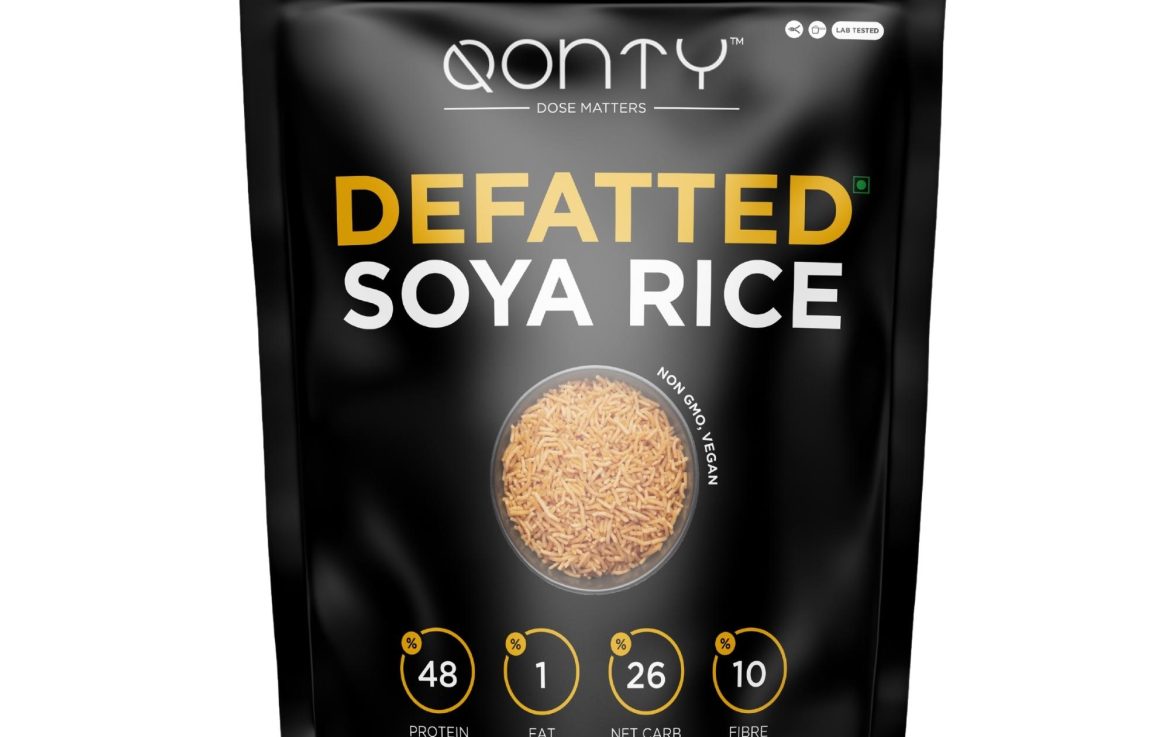 QONTY™
LAB TESTED
DOSE MATTERS
DEFATTED
SOYA RICE
NON GMO, VEGAN
% 48
PROTEIN
% 1
FAT
% 26
NET CARB
% 10
FIBRE